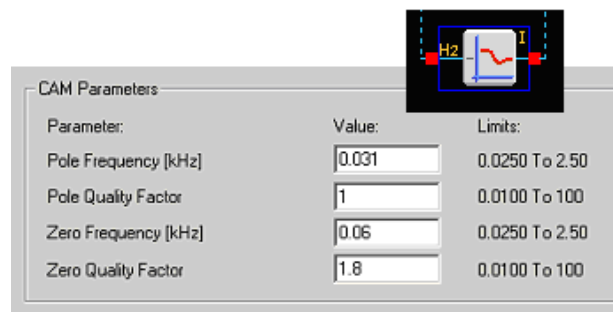 H2 I
CAM Parameters
Parameter: Value: Limits:
Pole Frequency [kHz] 0.031 0.0250 To 2.50
Pole Quality Factor 1 0.0100 To 100
Zero Frequency [kHz] 0.06 0.0250 To 2.50
Zero Quality Factor 1.8 0.0100 To 100